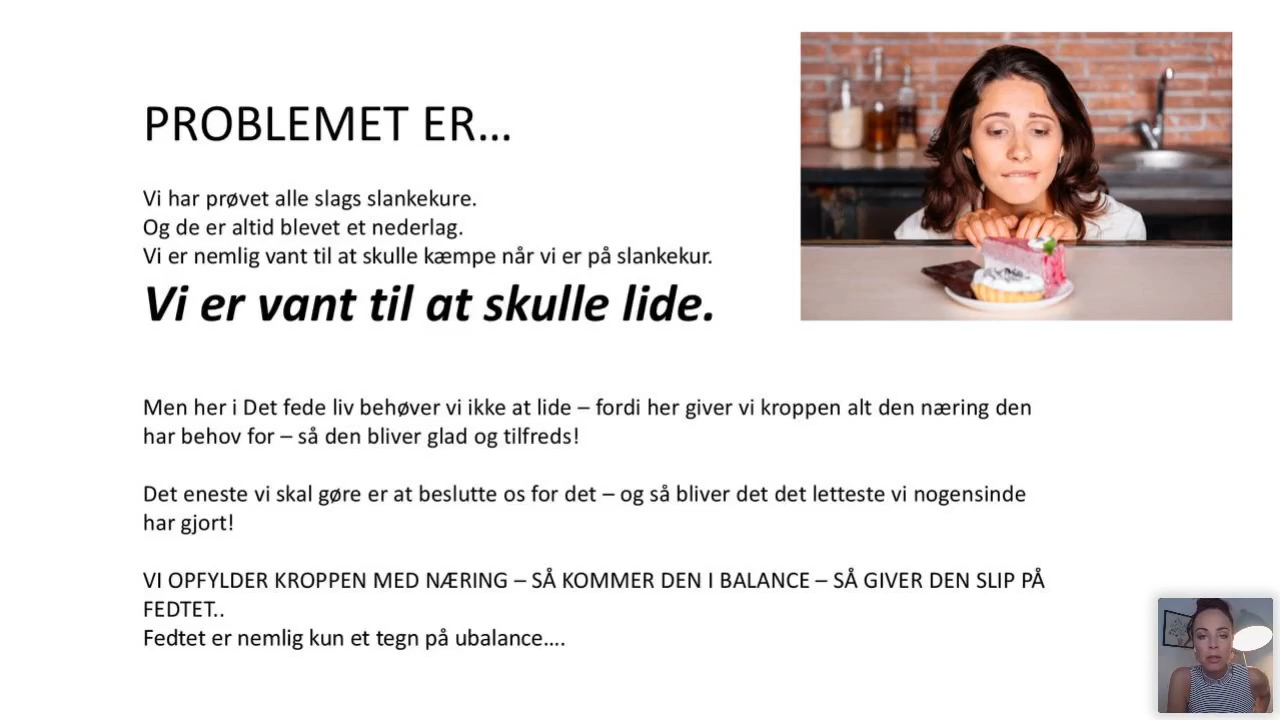 PROBLEMET ER…
Vi har prøvet alle slags slankekure.
Og de er altid blevet et nederlag.
Vi er nemlig vant til at skulle kæmpe når vi er på slankekur.
Vi er vant til at skulle lide.
Men her i Det fede liv behøver vi ikke at lide – fordi her giver vi kroppen alt den næring den
har behov for – så den bliver glad og tilfreds!
Det eneste vi skal gøre er at beslutte os for det – og så bliver det det letteste vi nogensinde
har gjort!
VI OPFYLDER KROPPEN MED NÆRING – SÅ KOMMER DEN I BALANCE – SÅ GIVER DEN SLIP PÅ
FEDTET..
Fedtet er nemlig kun et tegn på ubalance….